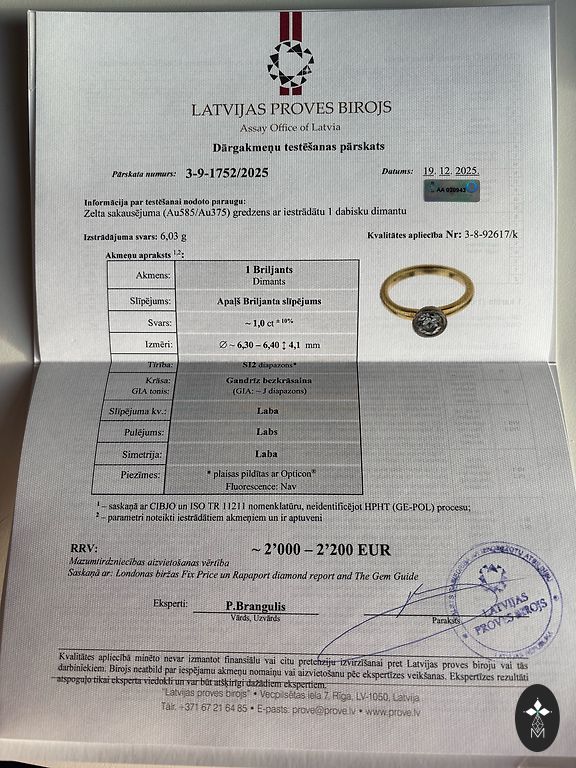 LATVIJAS PROVES BIROJS
Assay Office of Latvia
Dārgakmeņu testēšanas pārskats
Pārskata numurs: 3-9-1752/2025 Datums: 19. 12. 2025.
AA 039943
Informācija par testēšanai nodoto paraugu:
Zelta sakausējuma (Au585/Au375) gredzens ar iestrādātu 1 dabisku dimantu
Izstrādājuma svars: 6,03 g Kvalitātes apliecība Nr: 3-8-92617/k
Akmeņu apraksts 1,2:
Akmens: 1 Briljants
Dimants
Slīpējums: Apaļš Briljanta slīpējums
Svars: ~ 1,0 ct ± 10%
Izmēri: ∅ ~ 6,30 – 6,40 ↕ 4,1 mm
Tīrība: SI2 diapazons*
Krāsa: Gandrīz bezkrāsaina
GIA tonis: (GIA: ~ J diapazons)
Slīpējuma kv.: Laba
Pulējums: Labs
Simetrija: Laba
Piezīmes: * plaisas pildītas ar Opticon®
Fluorescence: Nav
1 – saskaņā ar CIBJO un ISO TR 11211 nomenklatūru, neidentificējot HPHT (GE-POL) procesu;
2 – parametri noteikti iestrādātiem akmeņiem un ir aptuveni
RRV: ~ 2’000 – 2’200 EUR
Mazumtirdzniecības aizvietošanas vērtība
Saskaņā ar: Londonas biržas Fix Price un Rapaport diamond report and The Gem Guide
Eksperti: P.Brangulis
Vārds, Uzvārds Paraksts
LATVIJAS
PROVES BIROJS
Kvalitātes apliecībā minēto nevar izmantot finansiālu vai citu pretenziju izvirzīšanai pret Latvijas proves biroju vai tās
darbiniekiem. Birojs neatbild par iespējamu akmeņu nomaiņu vai aizvietošanu pēc ekspertīzes veikšanas. Ekspertīzes rezultāti
atspoguļo tikai eksperta viedokli un var būt atšķirīgi dažādiem ekspertiem.
"Latvijas proves birojs" • Vecpilsētas iela 7, Rīga, LV-1050, Latvija
Tālr. +371 67 21 64 85 • E-pasts: prove@prove.lv • www.prove.lv